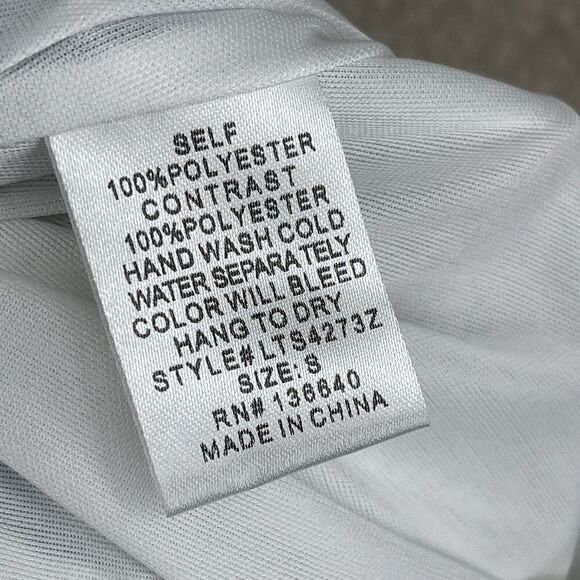 SELF
100%POLYESTER
CONTRAST
100%POLYESTER
HAND WASH COLD
WATER SEPARATELY
COLOR WILL BLEED
HANG TO DRY
STYLE# LTS4273Z
SIZE: S
RN# 136640
MADE IN CHINA